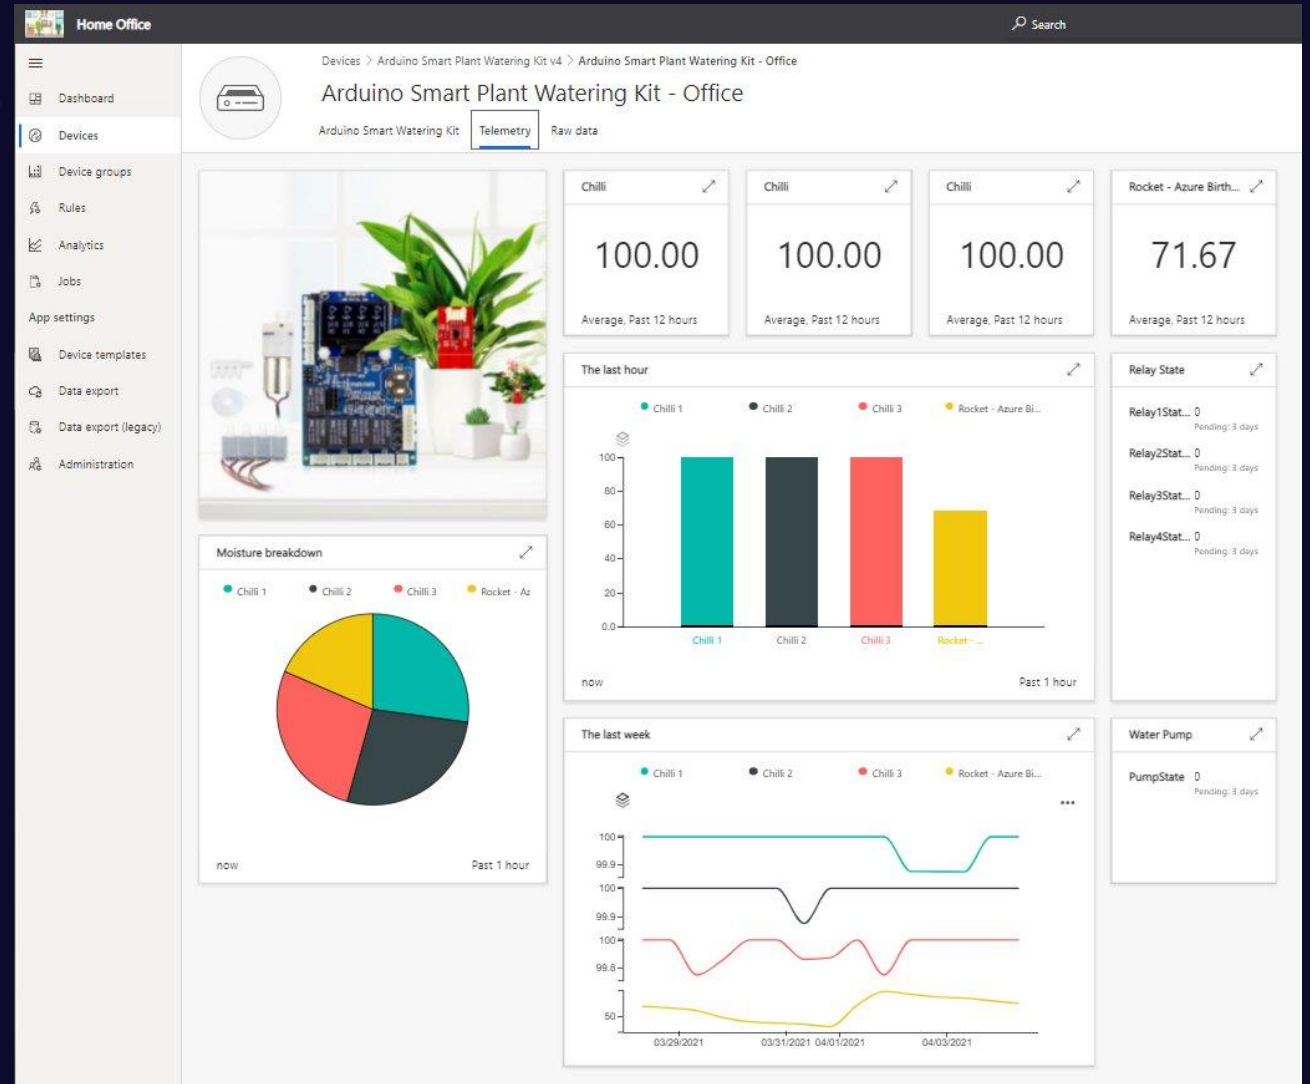 Home Office
Search
Dashboard
Devices
Device groups
Rules
Analytics
Jobs
App settings
Device templates
Data export
Data export (legacy)
Administration
Devices > Arduino Smart Plant Watering Kit v4 > Arduino Smart Plant Watering Kit - Office
Arduino Smart Plant Watering Kit - Office
Arduino Smart Watering Kit Telemetry Raw data
Chilli
100.00
Average, Past 12 hours
Chilli
100.00
Average, Past 12 hours
Chilli
100.00
Average, Past 12 hours
Rocket - Azure Birth...
71.67
Average, Past 12 hours
Moisture breakdown
Chilli 1 Chilli 2 Chilli 3 Rocket - Az
now Past 1 hour
The last hour
Chilli 1 Chilli 2 Chilli 3 Rocket - Azure Bi...
100
80
60
40
20
0.0
Chilli 1 Chilli 2 Chilli 3 Rocket - ...
now Past 1 hour
Relay State
Relay1Stat... 0
Pending: 3 days
Relay2Stat... 0
Pending: 3 days
Relay3Stat... 0
Pending: 3 days
Relay4Stat... 0
Pending: 3 days
The last week
Chilli 1 Chilli 2 Chilli 3 Rocket - Azure Bi...
100
99.9
100
99.9
100
99.8
50
03/29/2021 03/31/2021 04/01/2021 04/03/2021
Water Pump
PumpState 0
Pending: 3 days